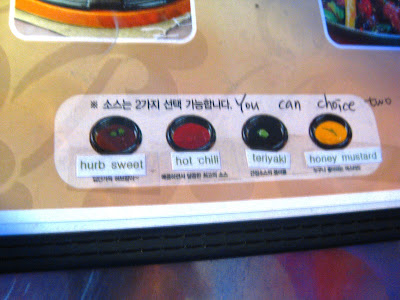 ※ 소스는 2가지 선택 가능합니다. You can choice two
hurb sweet hot chili teriyaki honey mustard